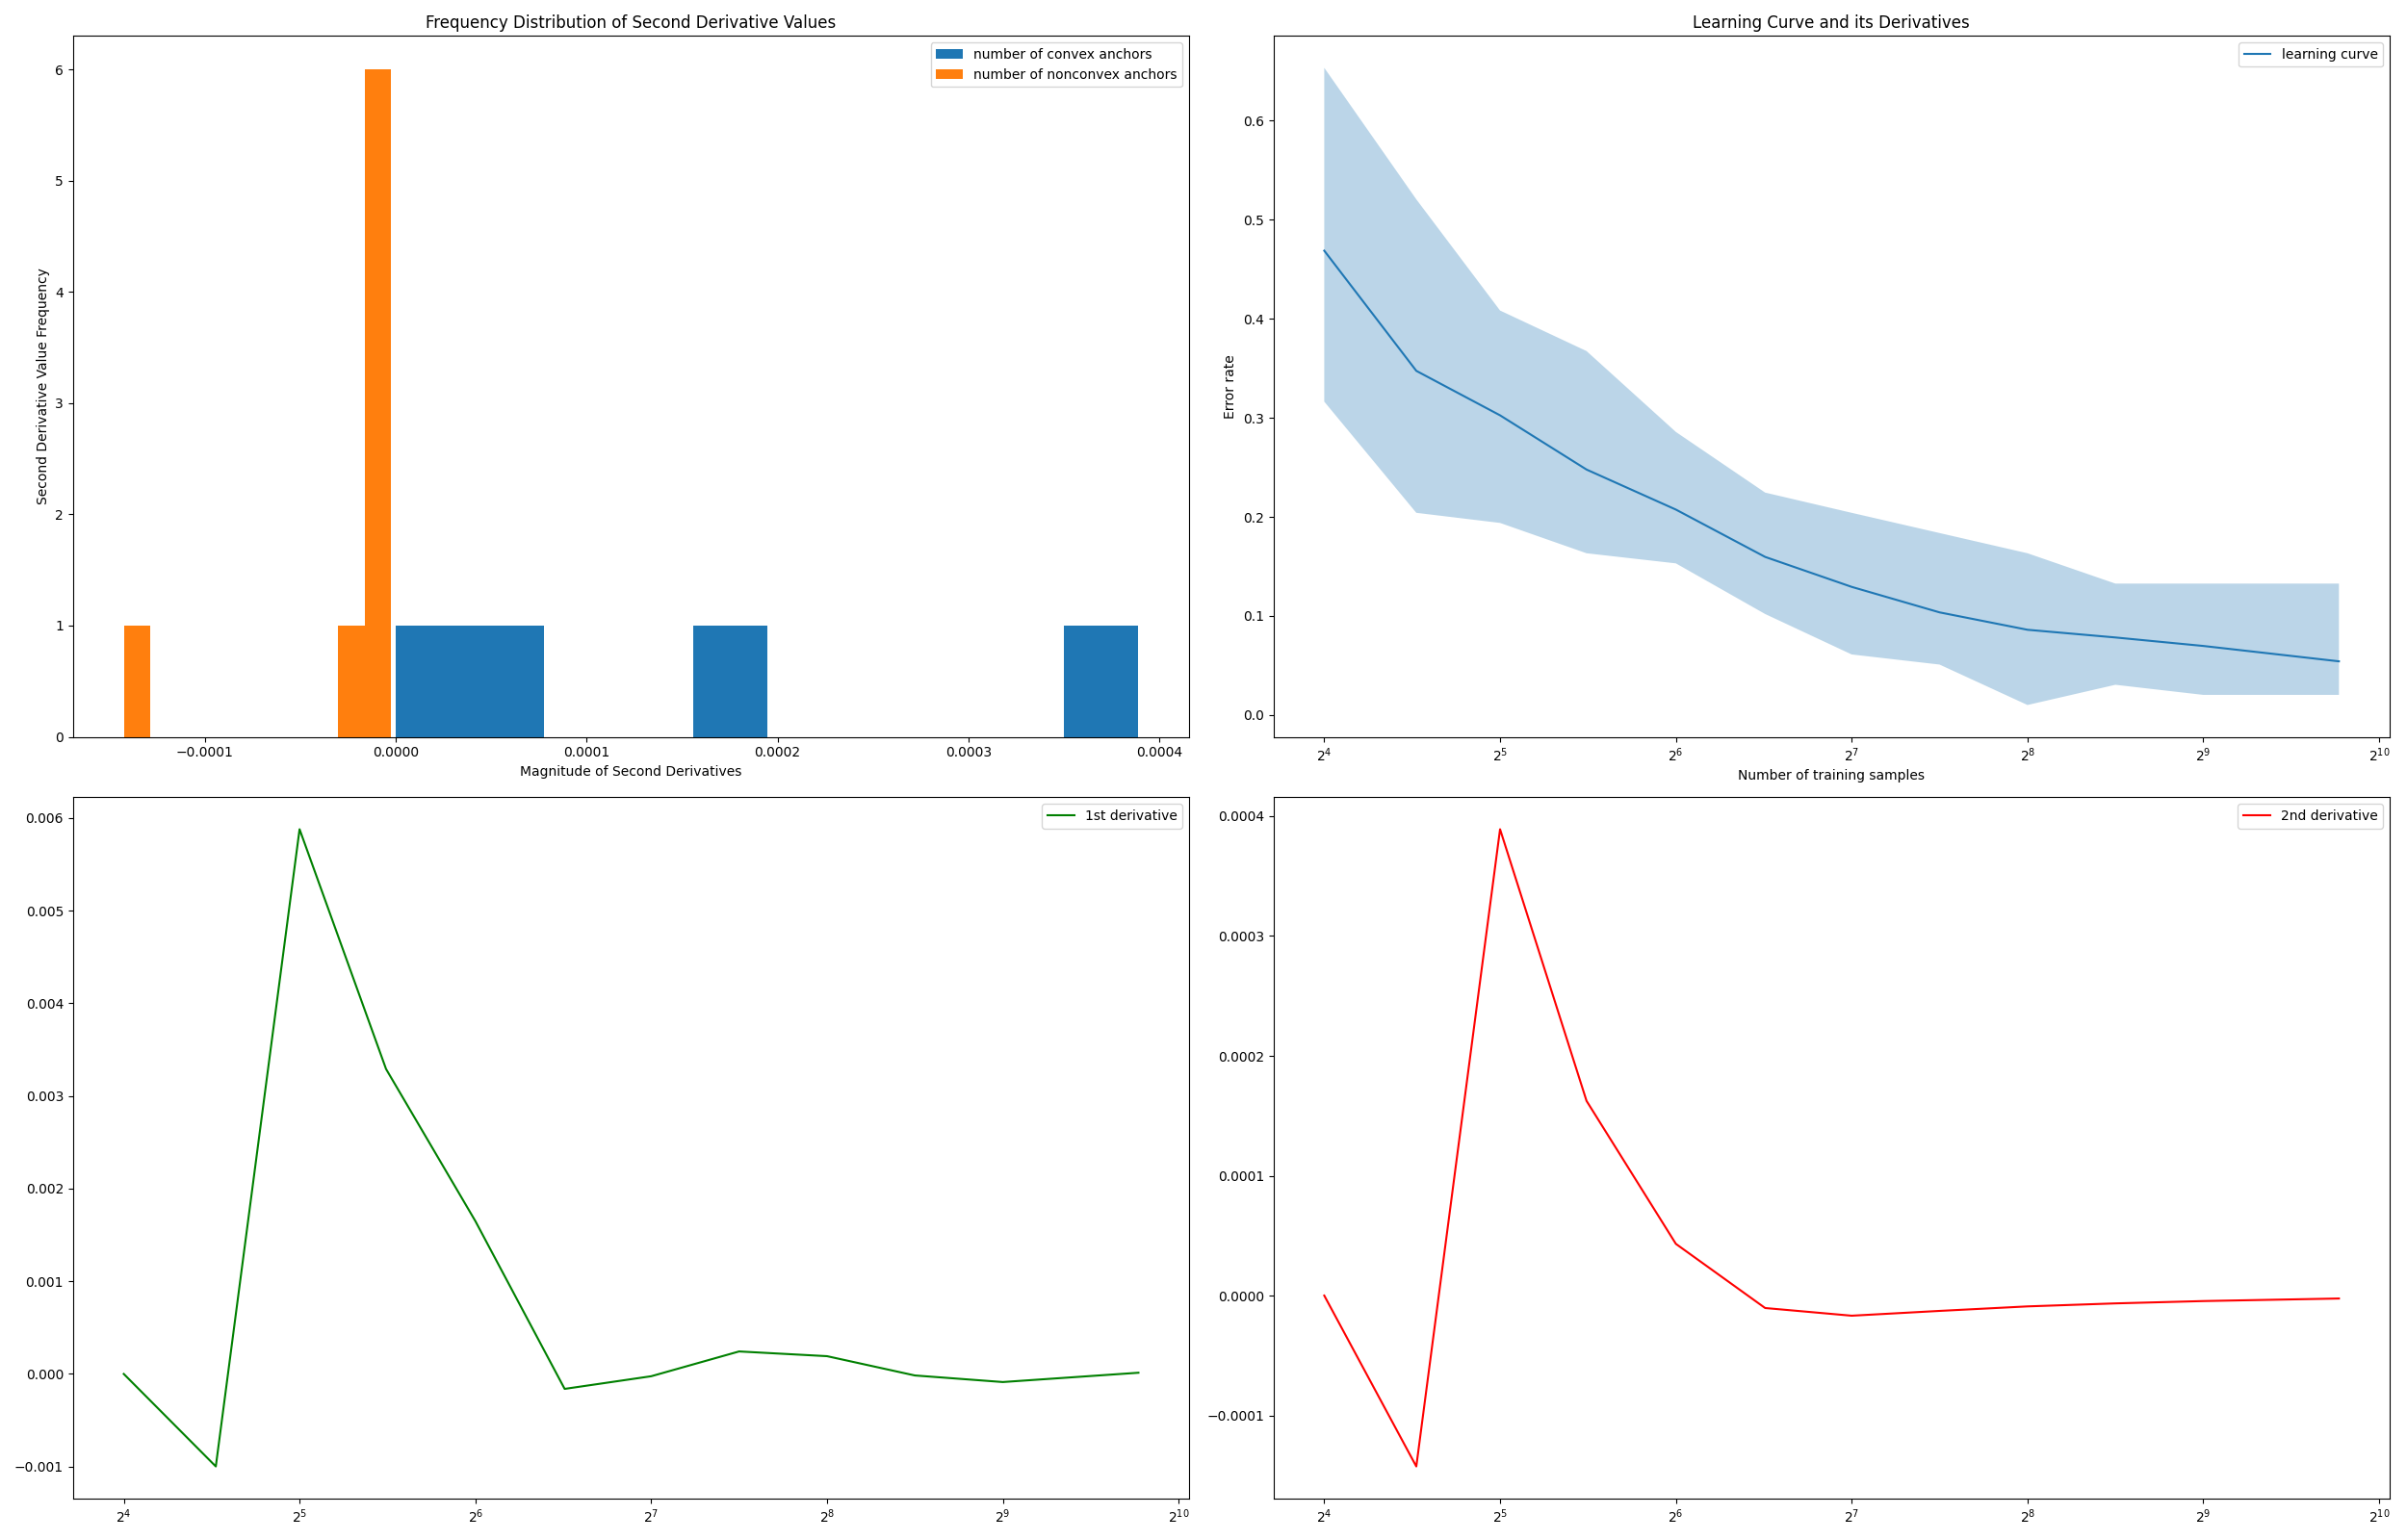 Frequency Distribution of Second Derivative Values
number of convex anchors
number of nonconvex anchors
6
5
4
3
2
1
0
Second Derivative Value Frequency
−0.0001 0.0000 0.0001 0.0002 0.0003 0.0004
Magnitude of Second Derivatives
Learning Curve and its Derivatives
learning curve
0.6
0.5
0.4
0.3
0.2
0.1
0.0
Error rate
2⁴ 2⁵ 2⁶ 2⁷ 2⁸ 2⁹ 2¹⁰
Number of training samples
1st derivative
0.006
0.005
0.004
0.003
0.002
0.001
0.000
−0.001
2⁴ 2⁵ 2⁶ 2⁷ 2⁸ 2⁹ 2¹⁰
2nd derivative
0.0004
0.0003
0.0002
0.0001
0.0000
−0.0001
2⁴ 2⁵ 2⁶ 2⁷ 2⁸ 2⁹ 2¹⁰